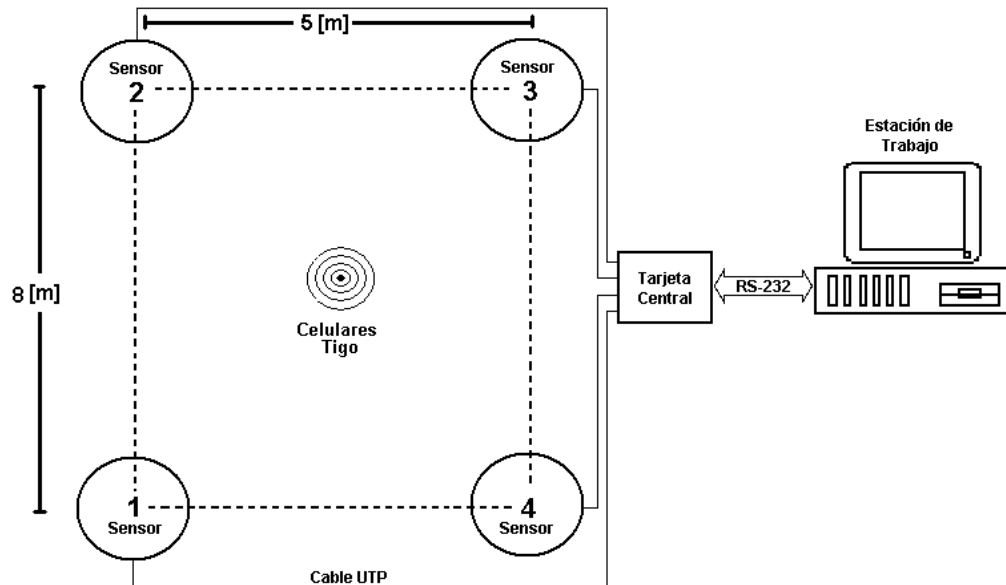 5 [m]
Sensor
2
Sensor
3
Estación de
Trabajo
8 [m]
Celulares
Tigo
Tarjeta
Central
RS-232
1
Sensor
4
Sensor
Cable UTP